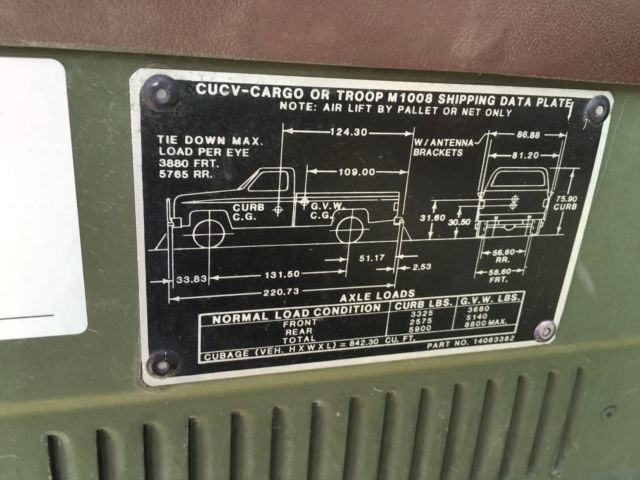 CUCV-CARGO OR TROOP M1008 SHIPPING DATA PLATE
NOTE: AIR LIFT BY PALLET OR NET ONLY
TIE DOWN MAX.
LOAD PER EYE
3880 FRT.
5765 RR.
124.30
109.00
CURB
C.G.
G.V.W.
C.G.
W/ANTENNA
BRACKETS
86.88
81.20
75.90
CURB
31.60
30.50
51.17
2.53
33.83
131.50
220.73
56.60
RR.
58.60
FRT.
AXLE LOADS
NORMAL LOAD CONDITION CURB LBS. G.V.W. LBS.
FRONT 3325 3660
REAR 2575 5140
TOTAL 5900 8800 MAX.
CUBAGE (VEH, HXWXL) = 842.30 CU. FT. PART NO. 14063382